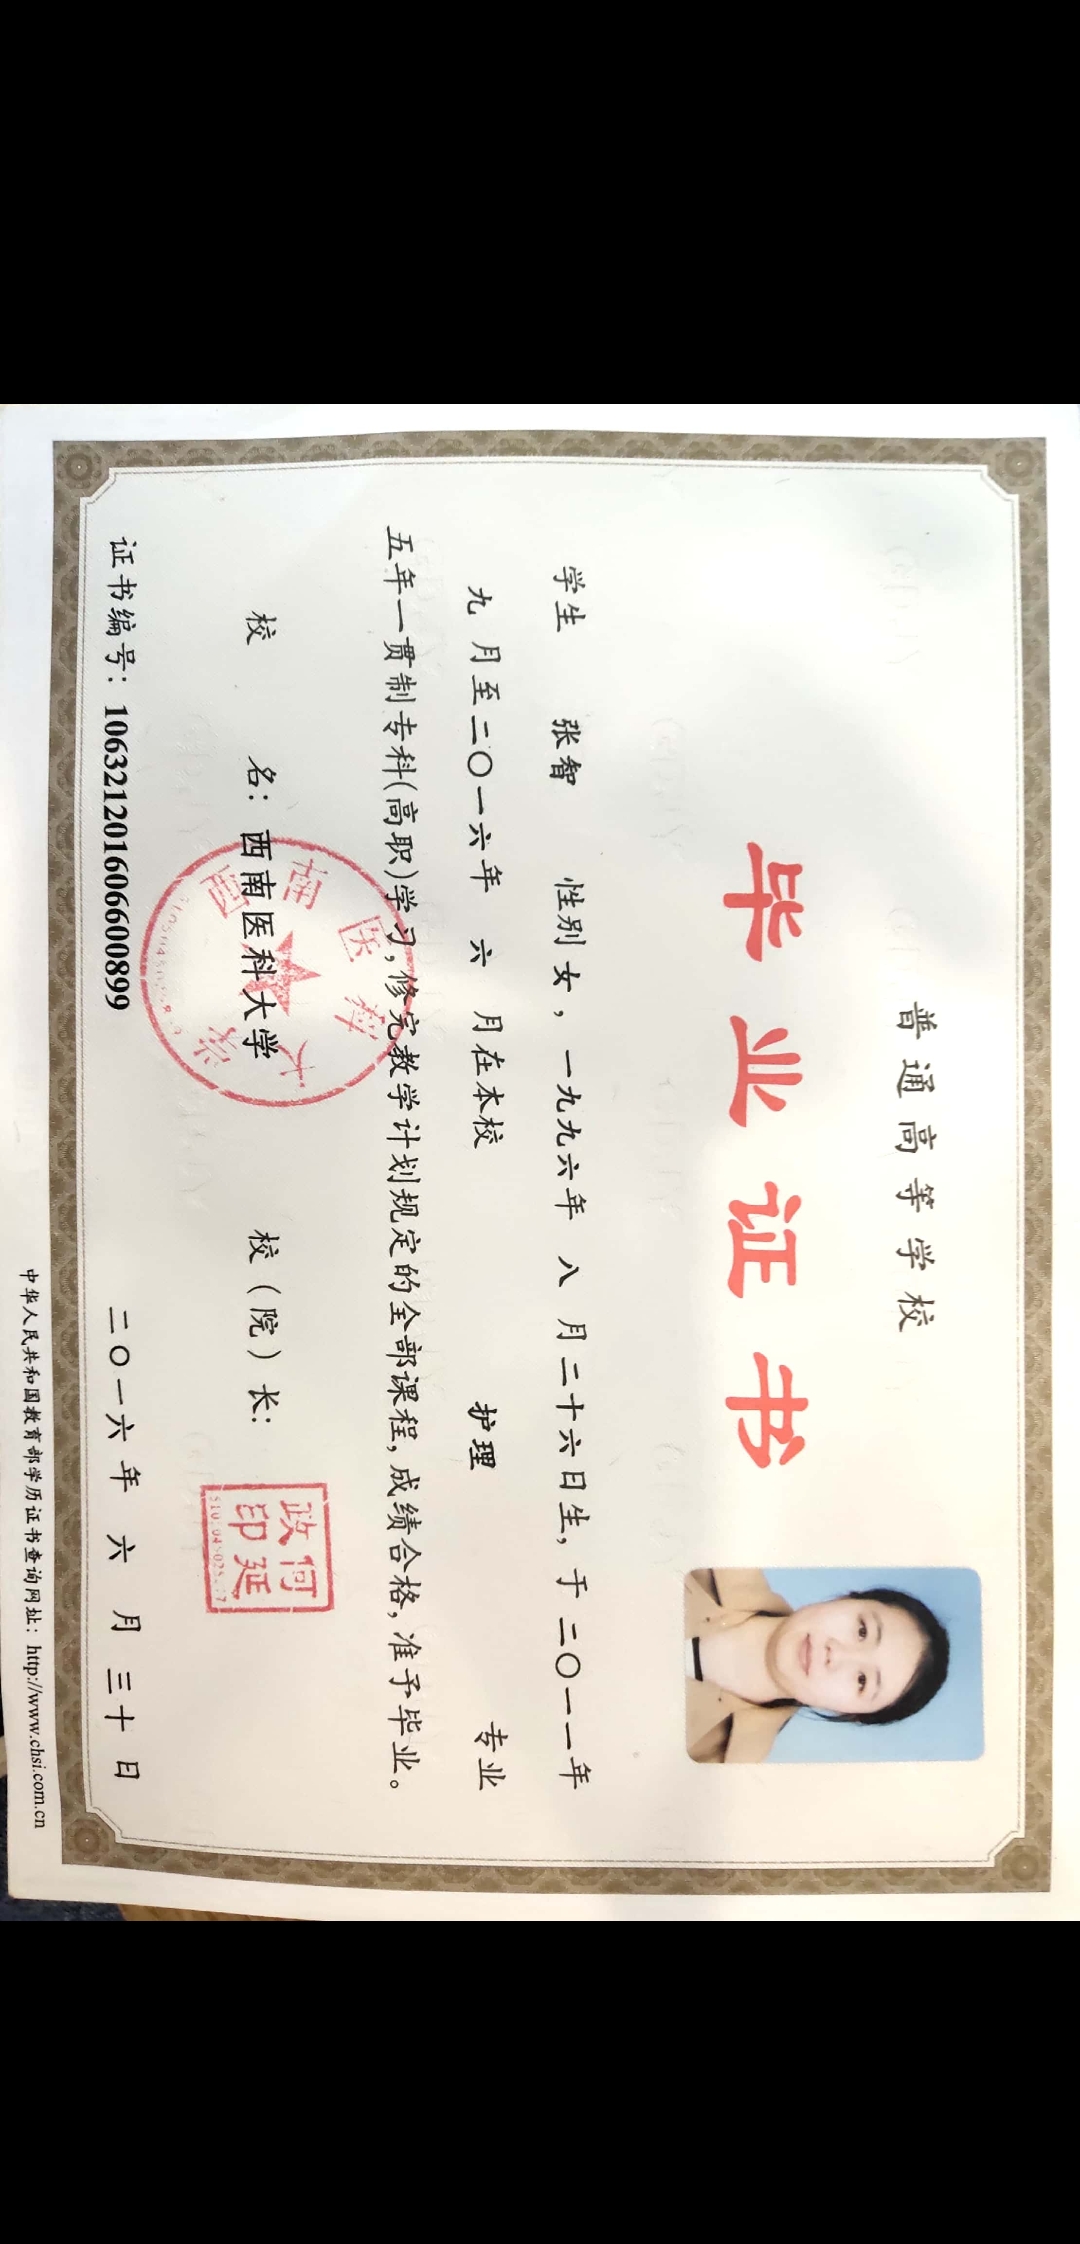 普通高等学校
毕业证书
学生 张智 性别女，一九九六年 八 月二十六日生，于二〇一一年
九 月至二〇一六年 六 月在本校 护理 专业
五年一贯制专科(高职)学习，修完教学计划规定的全部课程，成绩合格，准予毕业。
校 名：西南医科大学
西南医科大学
校（院）长：
何延政印
证书编号：106321201606600899
二〇一六年 六 月 三十 日
中华人民共和国教育部学历证书查询网址：http://www.chsi.com.cn